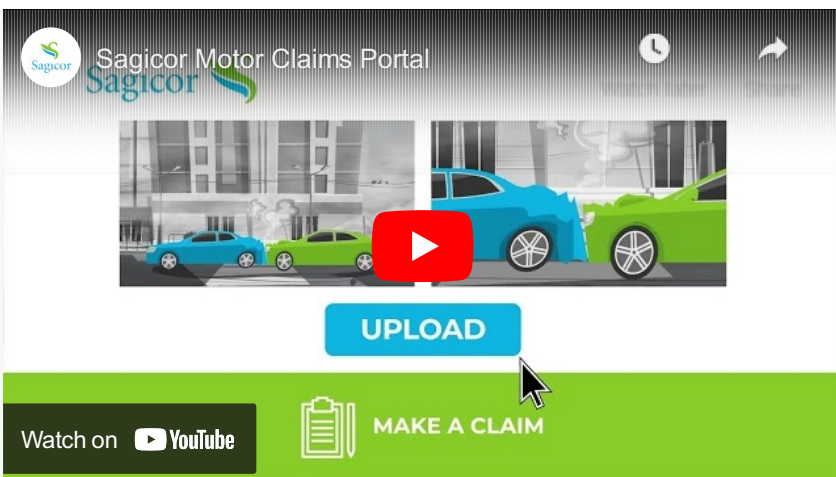 Sagicor
Sagicor Motor Claims Portal
Sagicor
UPLOAD
MAKE A CLAIM
Watch on YouTube